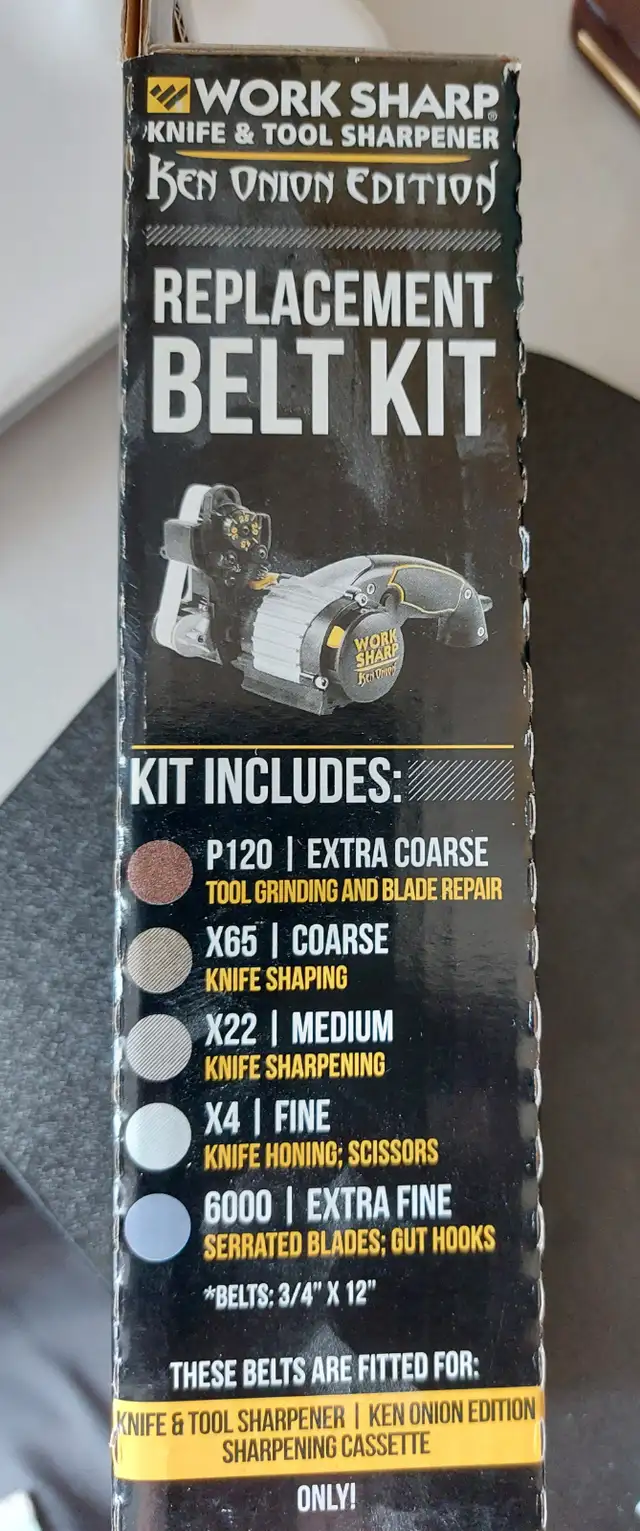 WORK SHARP®
KNIFE & TOOL SHARPENER
KEN ONION EDITION
REPLACEMENT
BELT KIT
WORK
SHARP
KEN ONION
KIT INCLUDES:
P120 | EXTRA COARSE
TOOL GRINDING AND BLADE REPAIR
X65 | COARSE
KNIFE SHAPING
X22 | MEDIUM
KNIFE SHARPENING
X4 | FINE
KNIFE HONING; SCISSORS
6000 | EXTRA FINE
SERRATED BLADES; GUT HOOKS
*BELTS: 3/4" X 12"
THESE BELTS ARE FITTED FOR:
KNIFE & TOOL SHARPENER | KEN ONION EDITION
SHARPENING CASSETTE
ONLY!